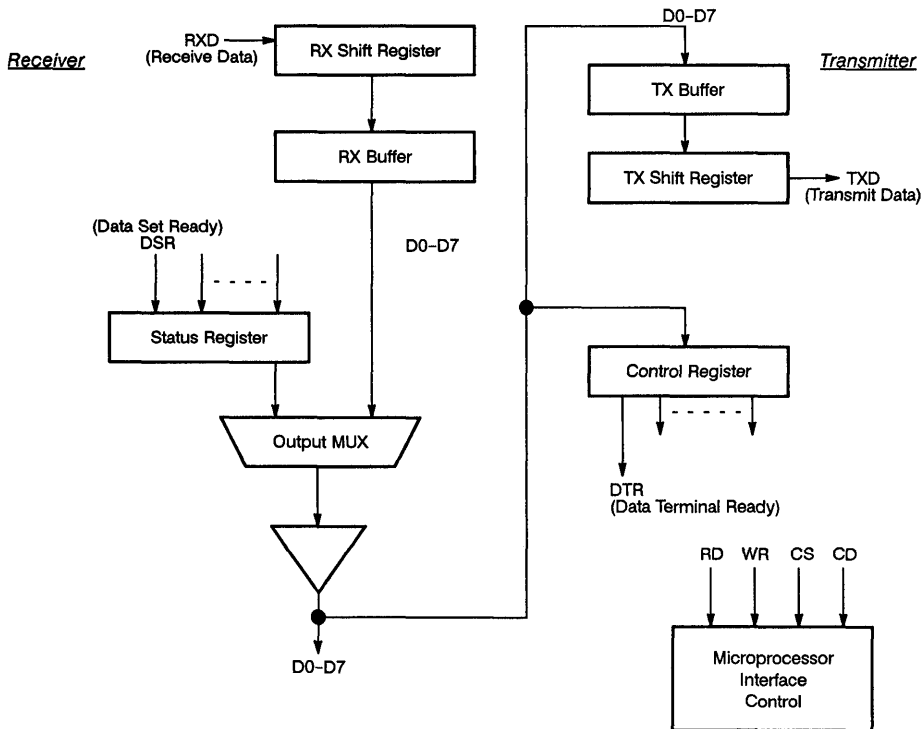 Receiver
RXD
(Receive Data)
RX Shift Register
RX Buffer
(Data Set Ready)
DSR
D0–D7
Status Register
Output MUX
D0–D7
D0–D7
Transmitter
TX Buffer
TX Shift Register
TXD
(Transmit Data)
Control Register
DTR
(Data Terminal Ready)
RD WR CS CD
Microprocessor
Interface
Control